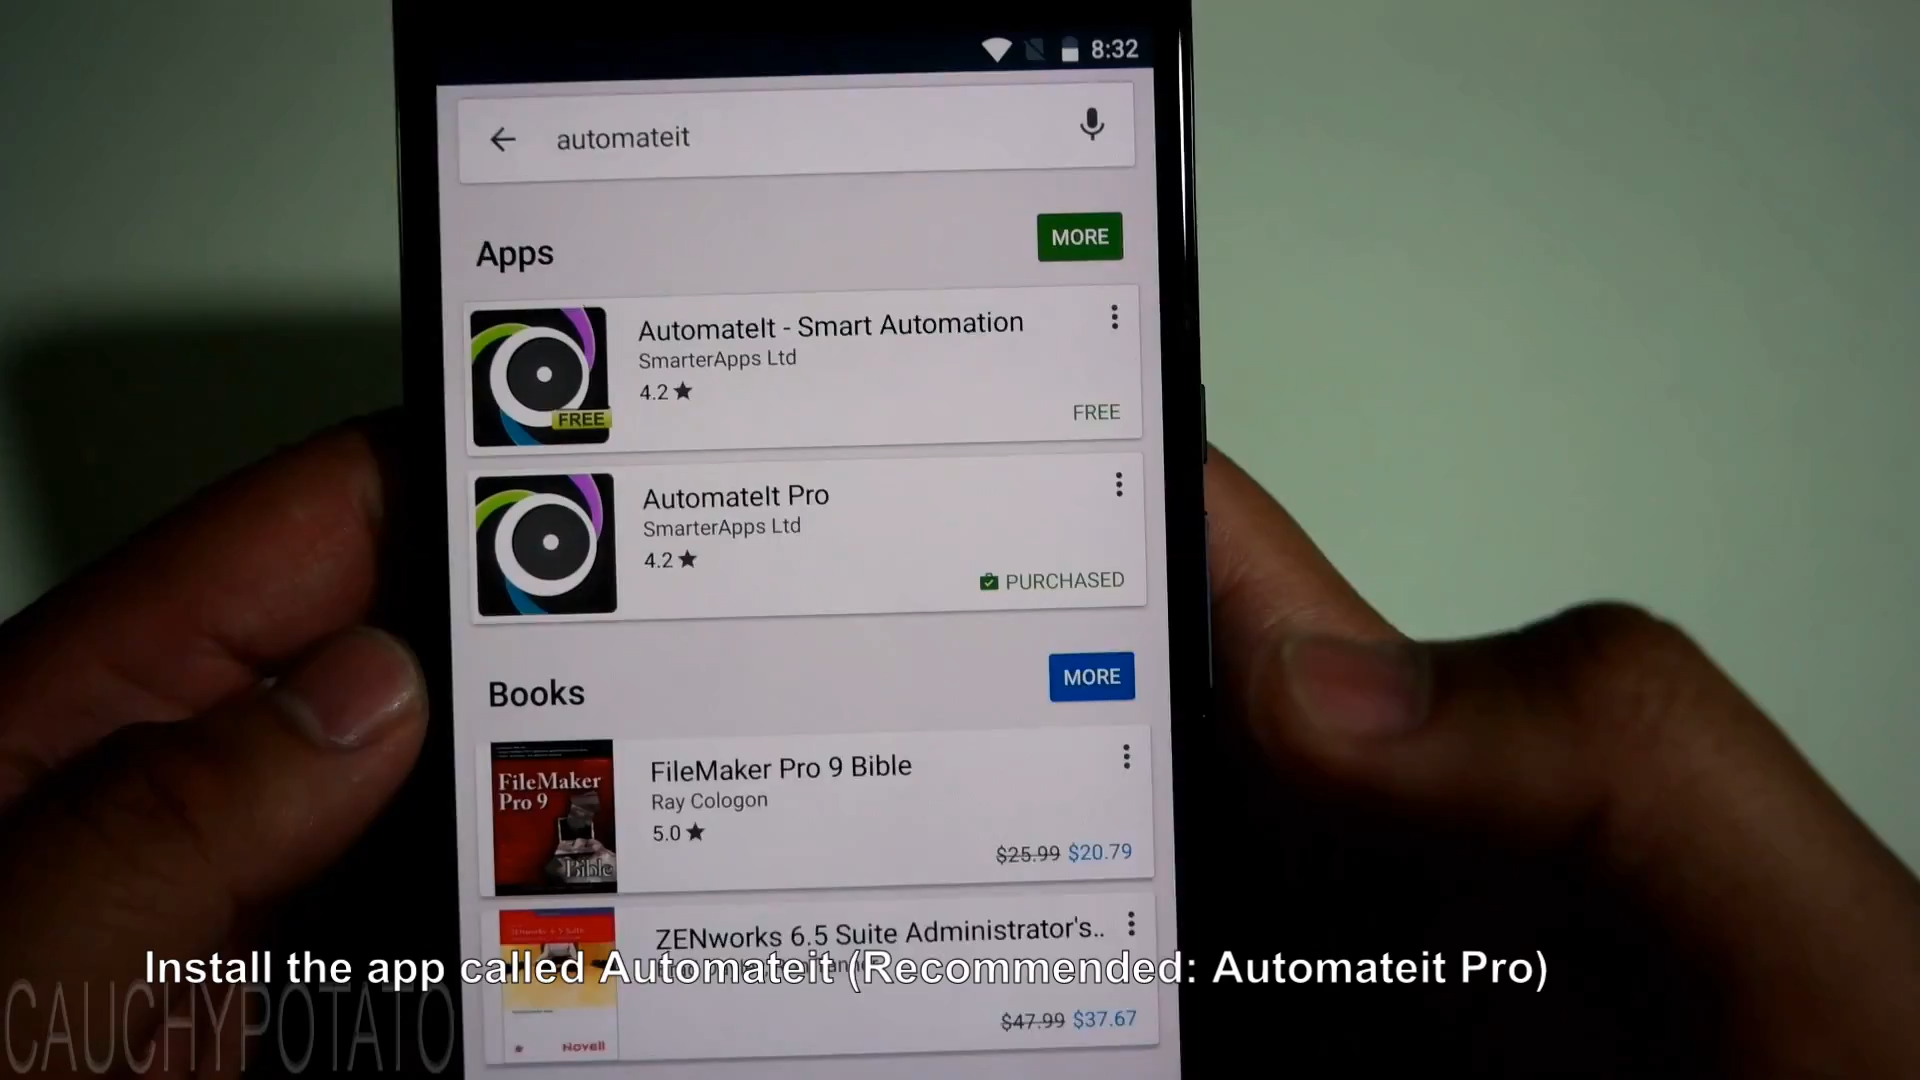 8:32
automateit
Apps
MORE
AutomateIt - Smart Automation
SmarterApps Ltd
4.2
FREE
FREE
AutomateIt Pro
SmarterApps Ltd
4.2
PURCHASED
Books
MORE
FileMaker Pro 9 Bible
Ray Cologon
5.0
$25.99 $20.79
FileMaker
Pro 9
Bible
ZENworks 6.5 Suite Administrator's..
Install the app called Automateit (Recommended: Automateit Pro)
$47.99 $37.67
Novell
CAUCHYPOTATO